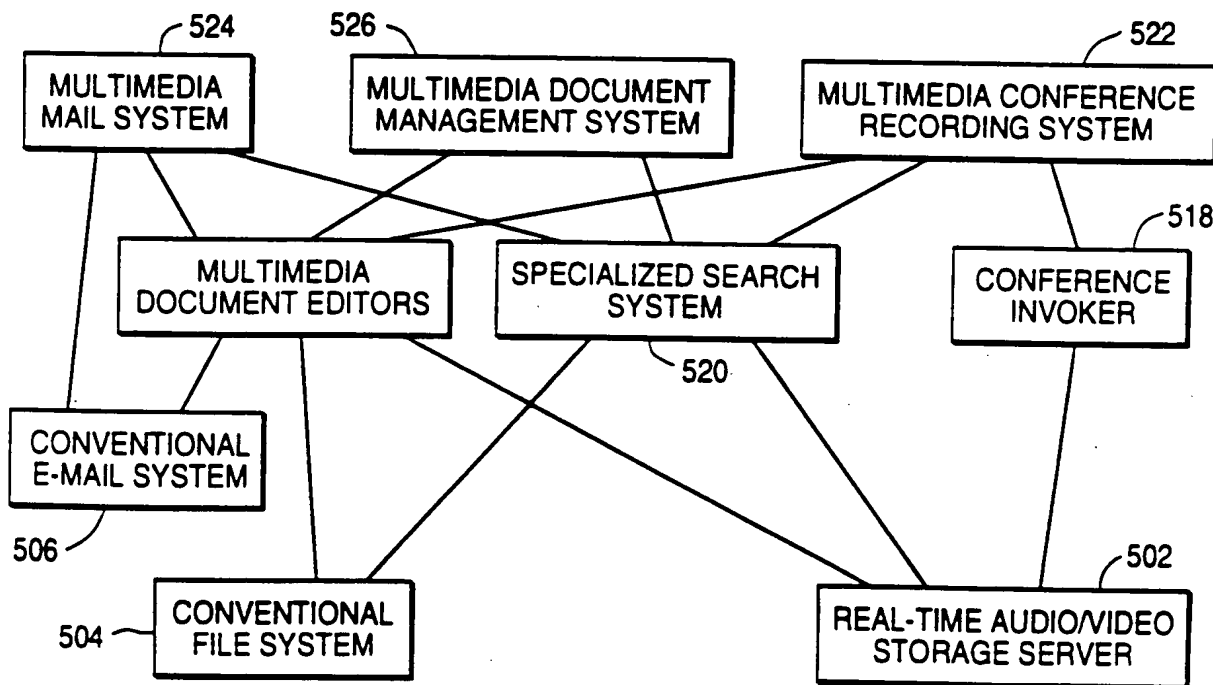 524
526
522
MULTIMEDIA
MAIL SYSTEM
MULTIMEDIA DOCUMENT
MANAGEMENT SYSTEM
MULTIMEDIA CONFERENCE
RECORDING SYSTEM
518
MULTIMEDIA
DOCUMENT EDITORS
SPECIALIZED SEARCH
SYSTEM
CONFERENCE
INVOKER
520
CONVENTIONAL
E-MAIL SYSTEM
506
502
504
CONVENTIONAL
FILE SYSTEM
REAL-TIME AUDIO/VIDEO
STORAGE SERVER